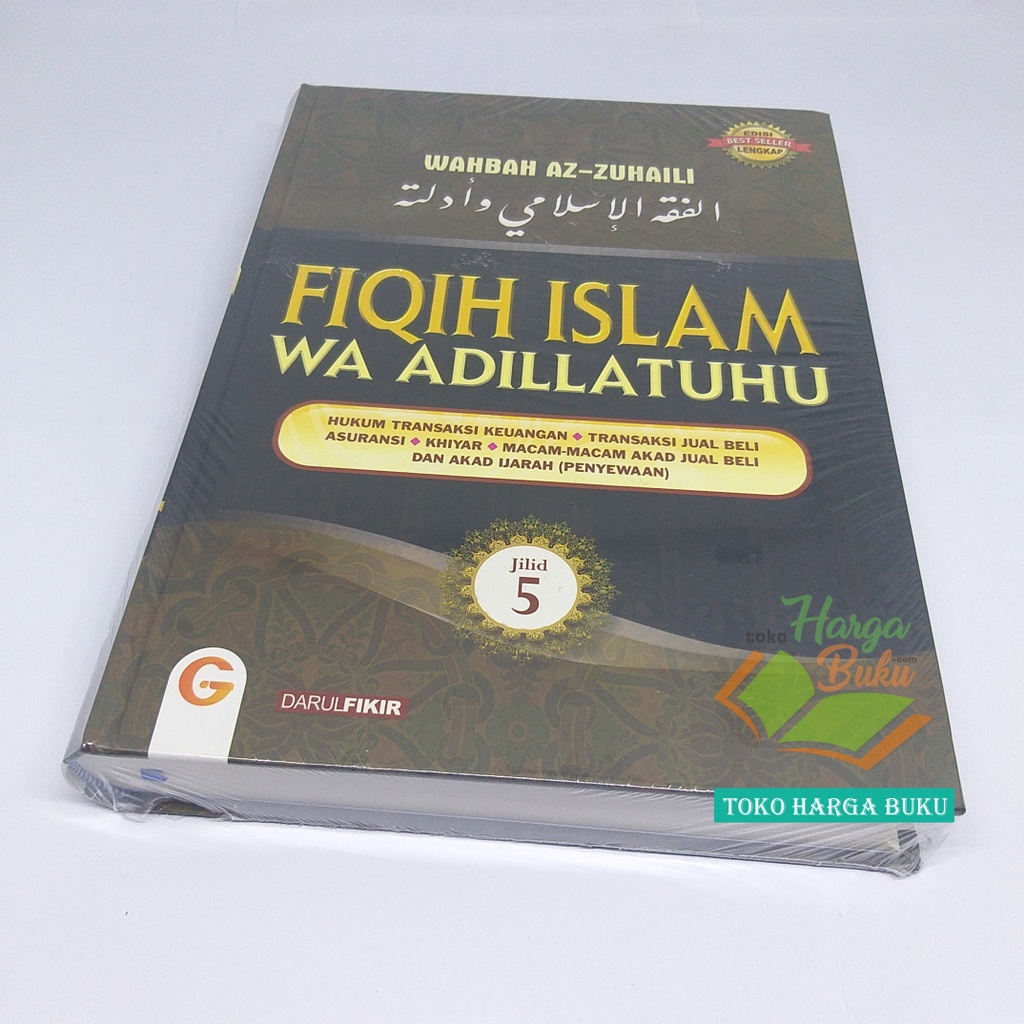 EDISI
BEST SELLER
LENGKAP
WAHBAH AZ-ZUHAILI
الفقه الإسلامي وأدلته
FIQIH ISLAM
WA ADILLATUHU
HUKUM TRANSAKSI KEUANGAN ◆ TRANSAKSI JUAL BELI
ASURANSI ◆ KHIYAR ◆ MACAM-MACAM AKAD JUAL BELI
DAN AKAD IJARAH (PENYEWAAN)
Jilid
5
G
DARULFIKIR
toko Harga
Buku.com
TOKO HARGA BUKU